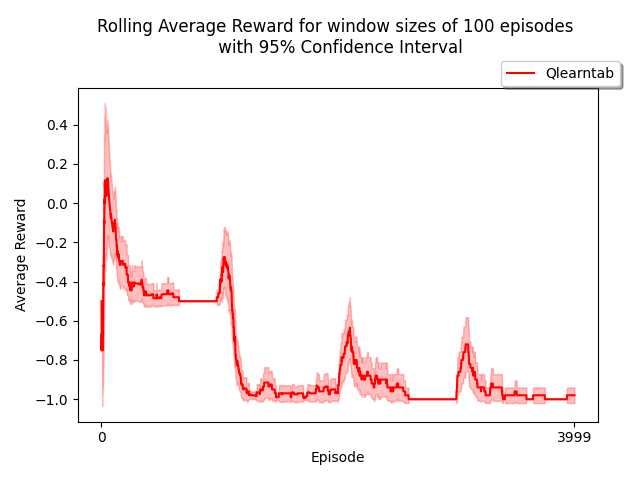 Rolling Average Reward for window sizes of 100 episodes
with 95% Confidence Interval
Qlearntab
0.4
0.2
0.0
−0.2
−0.4
−0.6
−0.8
−1.0
Average Reward
0
3999
Episode